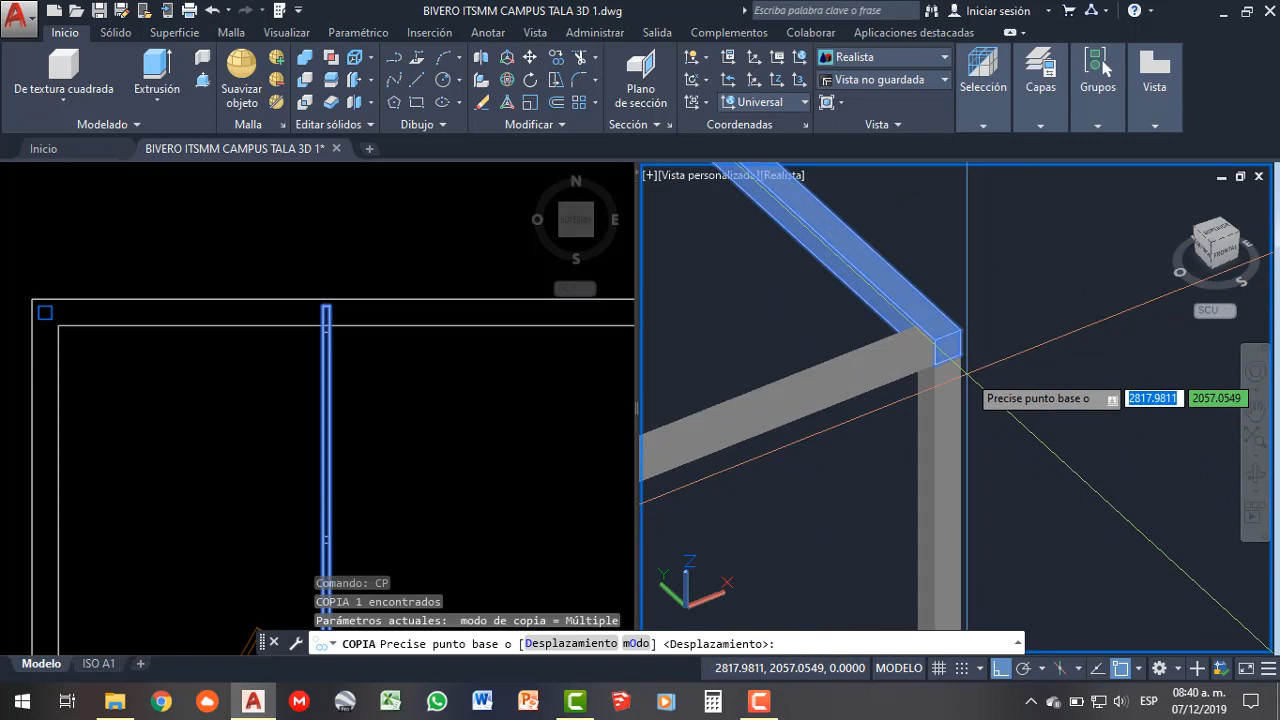 BIVERO ITSMM CAMPUS TALA 3D 1.dwg
Escriba palabra clave o frase
Iniciar sesión
Inicio
Sólido
Superficie
Malla
Visualizar
Paramétrico
Inserción
Anotar
Vista
Administrar
Salida
Complementos
Colaborar
Aplicaciones destacadas
De textura cuadrada
Extrusión
Suavizar objeto
Plano de sección
Realista
Vista no guardada
Universal
Selección
Capas
Grupos
Vista
Modelado
Malla
Editar sólidos
Dibujo
Modificar
Sección
Coordenadas
Vista
Inicio
BIVERO ITSMM CAMPUS TALA 3D 1*
N
O
E
S
SUPERIOR
SCU
[+][Vista personalizada][Realista]
SUPERIOR
FRONTAL
E
O
S
SCU
Precise punto base o
2817.9811
2057.0549
Z
Y
X
Comando: CP
COPIA 1 encontrados
Parámetros actuales:  modo de copia = Múltiple
COPIA Precise punto base o [Desplazamiento mOdo] <Desplazamiento>:
Modelo
ISO A1
2817.9811, 2057.0549, 0.0000
MODELO
ESP
08:40 a. m.
07/12/2019